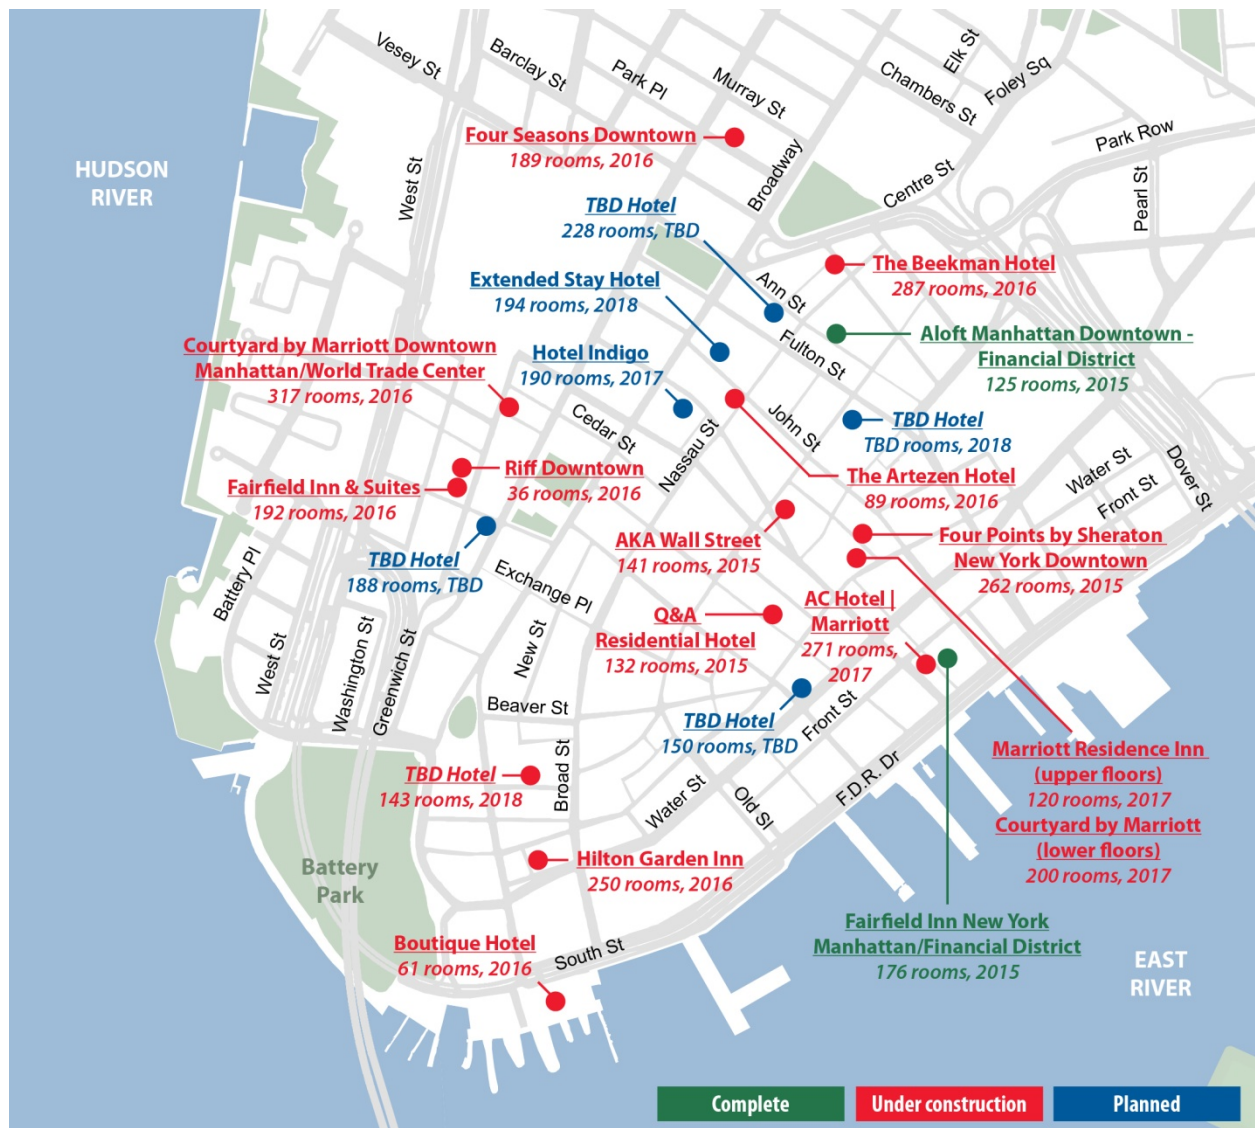 Vesey St
Barclay St
Park Pl
Murray St
Elk St
Chambers St
Foley Sq
Park Row
Four Seasons Downtown
189 rooms, 2016
HUDSON
RIVER
West St
Broadway
Centre St
Pearl St
TBD Hotel
228 rooms, TBD
The Beekman Hotel
287 rooms, 2016
Extended Stay Hotel
194 rooms, 2018
Ann St
Aloft Manhattan Downtown -
Financial District
125 rooms, 2015
Fulton St
Courtyard by Marriott Downtown
Manhattan/World Trade Center
317 rooms, 2016
Hotel Indigo
190 rooms, 2017
Cedar St
Nassau St
John St
TBD Hotel
TBD rooms, 2018
Water St
Front St
Dover St
Riff Downtown
36 rooms, 2016
Fairfield Inn & Suites
192 rooms, 2016
The Artezen Hotel
89 rooms, 2016
AKA Wall Street
141 rooms, 2015
Four Points by Sheraton
New York Downtown
262 rooms, 2015
TBD Hotel
188 rooms, TBD
Battery Pl
Exchange Pl
Q&A
Residential Hotel
132 rooms, 2015
AC Hotel |
Marriott
271 rooms,
2017
West St
Washington St
Greenwich St
New St
Beaver St
TBD Hotel
150 rooms, TBD
Front St
Marriott Residence Inn
(upper floors)
120 rooms, 2017
Courtyard by Marriott
(lower floors)
200 rooms, 2017
TBD Hotel
143 rooms, 2018
Broad St
Water St
Old Sl
F.D.R. Dr
Battery
Park
Hilton Garden Inn
250 rooms, 2016
Boutique Hotel
61 rooms, 2016
South St
Fairfield Inn New York
Manhattan/Financial District
176 rooms, 2015
EAST
RIVER
Complete
Under construction
Planned